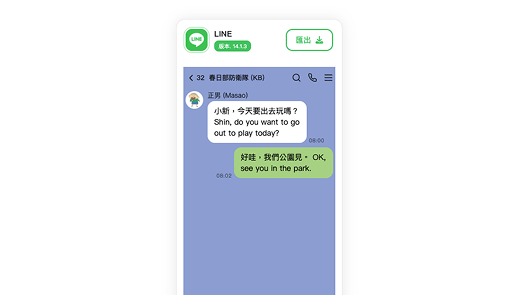 LINE
LINE
版本. 14.1.3
匯出
32 春日部防衛隊 (KB)
正男 (Masao)
小新，今天要出去玩嗎？
Shin, do you want to go
out to play today?
08:00
好哇，我們公園見。 OK,
see you in the park.
08:02